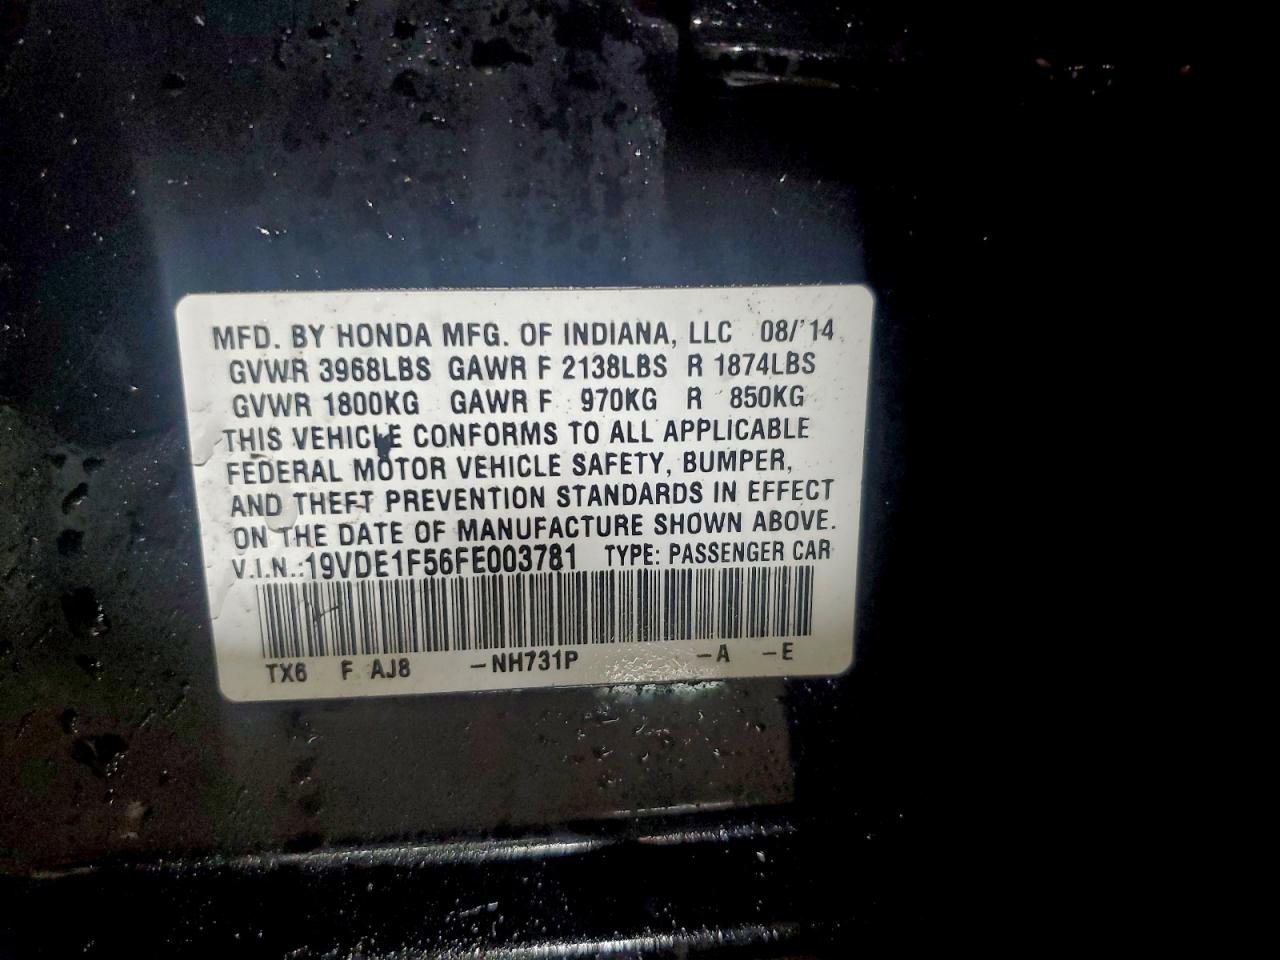 MFD. BY HONDA MFG. OF INDIANA, LLC 08/'14
GVWR 3968LBS GAWR F 2138LBS R 1874LBS
GVWR 1800KG GAWR F 970KG R 850KG
THIS VEHICLE CONFORMS TO ALL APPLICABLE
FEDERAL MOTOR VEHICLE SAFETY, BUMPER,
AND THEFT PREVENTION STANDARDS IN EFFECT
ON THE DATE OF MANUFACTURE SHOWN ABOVE.
V.I.N.:19VDE1F56FE003781 TYPE: PASSENGER CAR
TX6 F AJ8 -NH731P -A -E